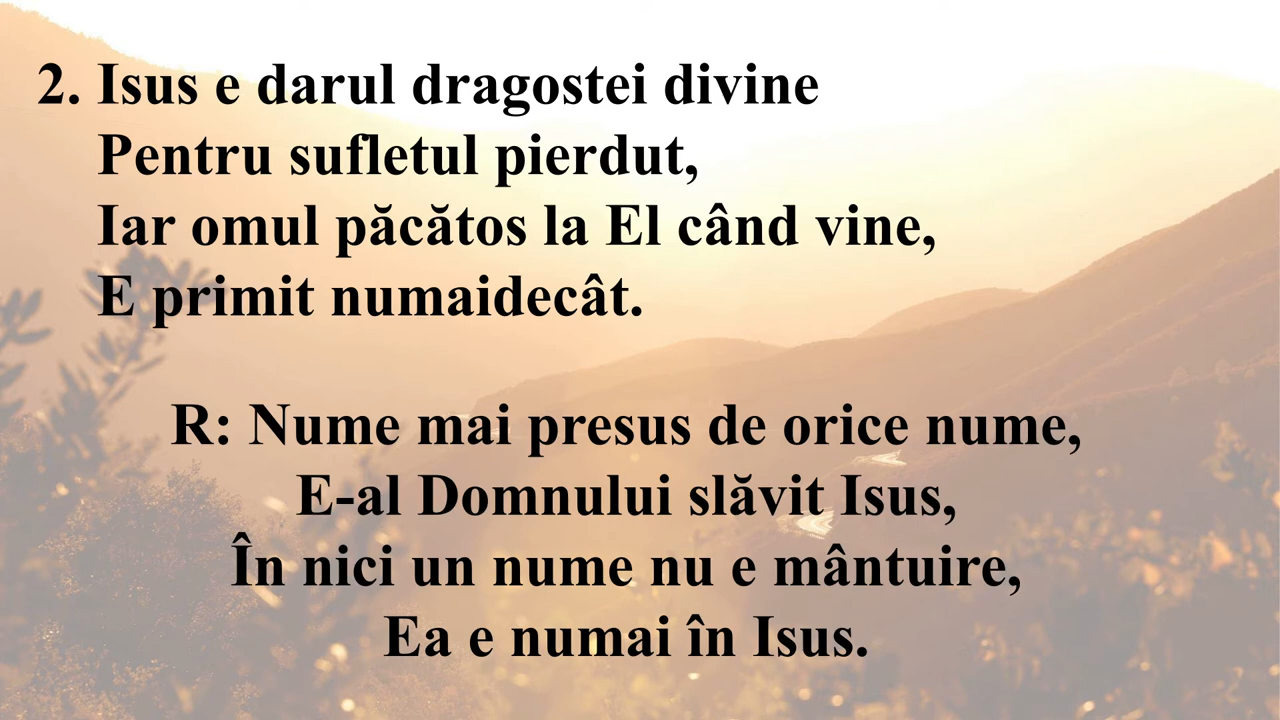 2. Isus e darul dragostei divine
Pentru sufletul pierdut,
Iar omul păcătos la El când vine,
E primit numaidecât.
R: Nume mai presus de orice nume,
E-al Domnului slăvit Isus,
În nici un nume nu e mântuire,
Ea e numai în Isus.